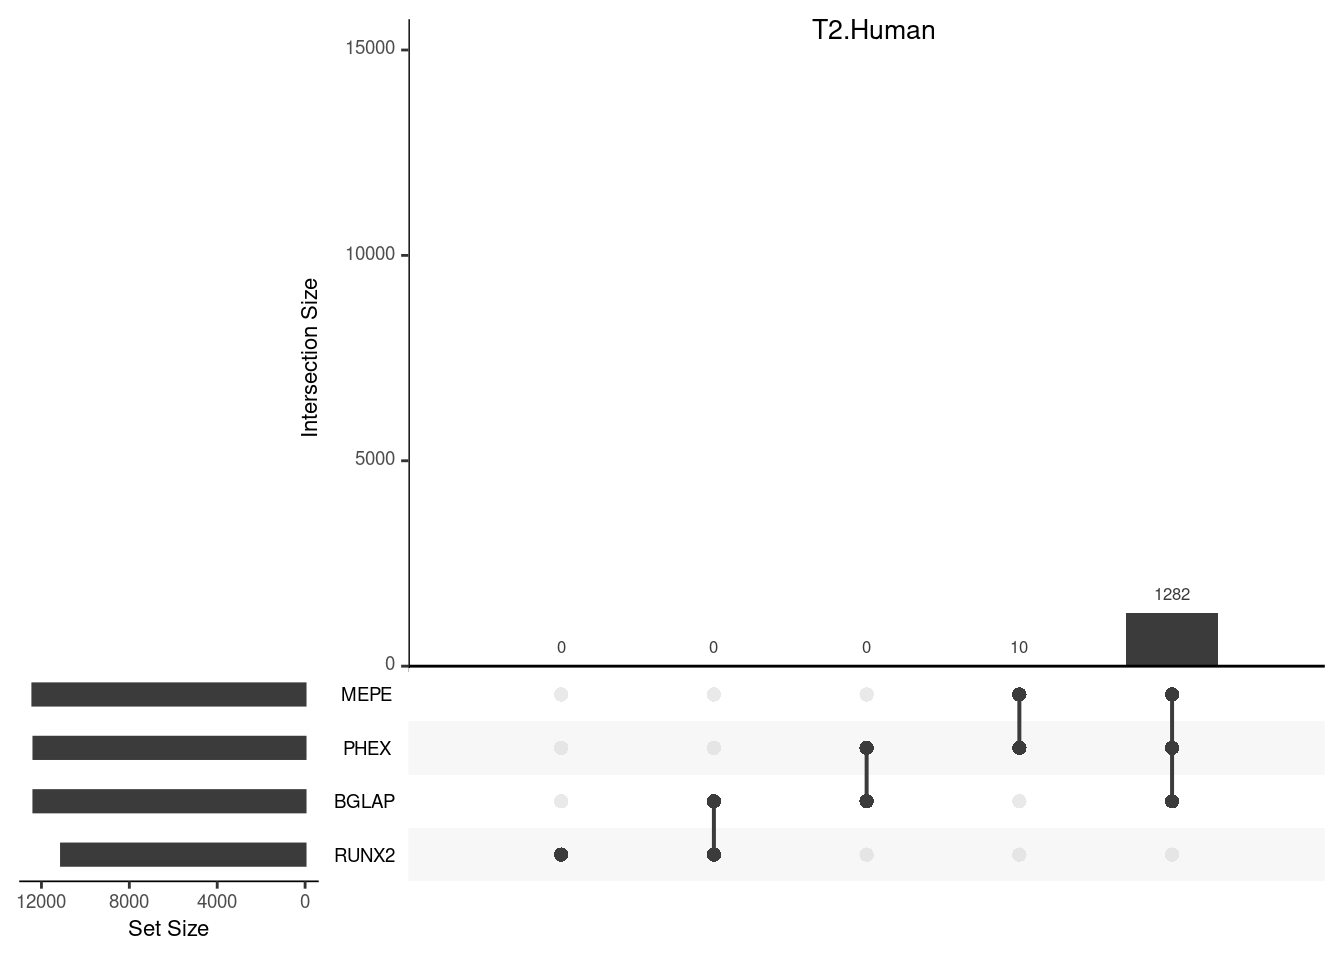 T2.Human
15000
10000
5000
0
Intersection Size
0 0 0 10 1282
MEPE
PHEX
BGLAP
RUNX2
12000 8000 4000 0
Set Size